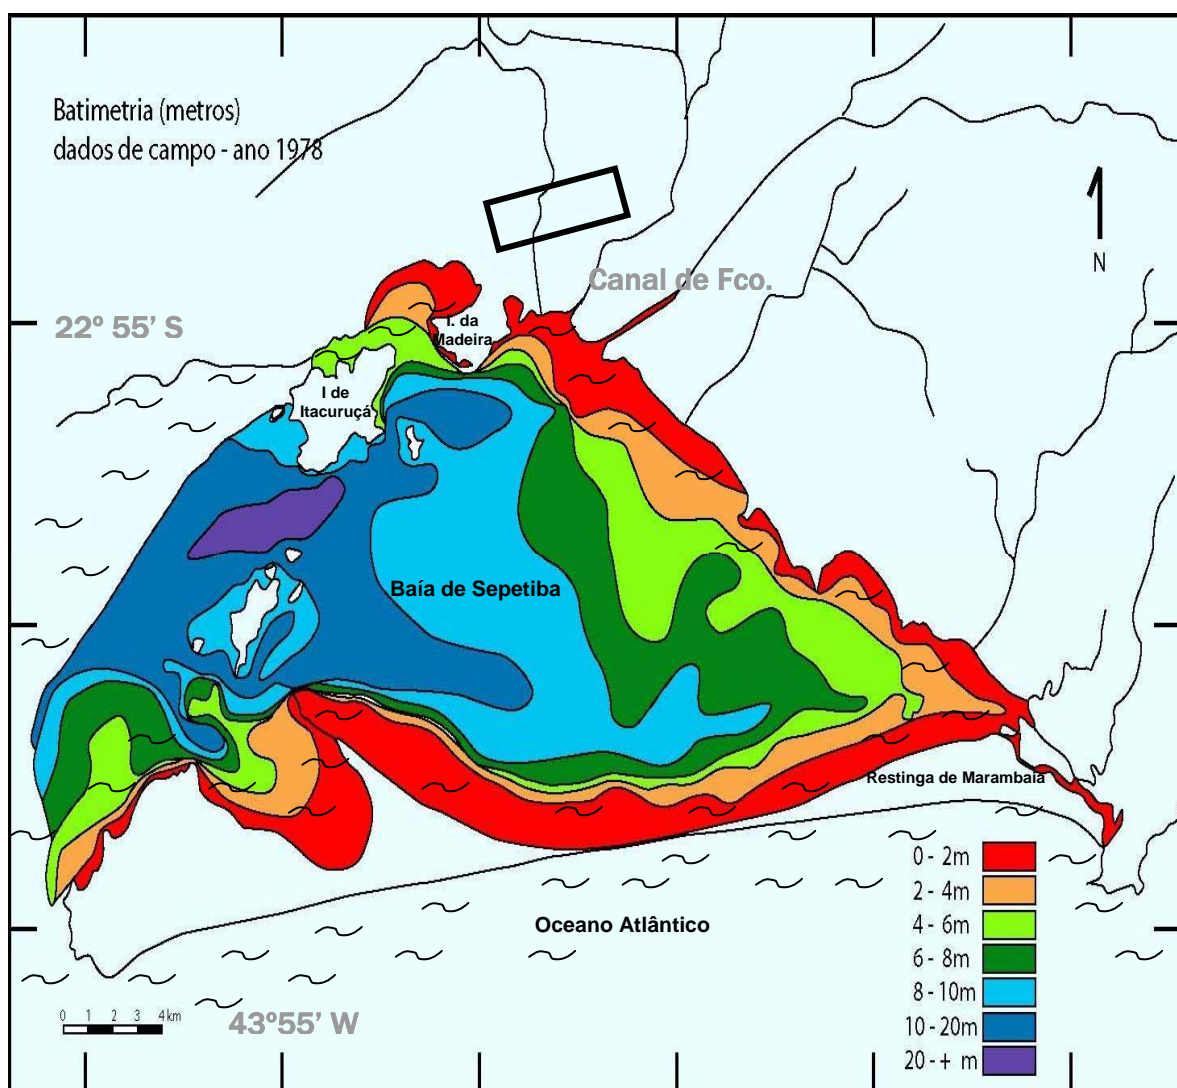 Batimetria (metros)
dados de campo - ano 1978
N
Canal de Fco.
22º 55' S
I. da
Madeira
I de
Itacuruçá
Baía de Sepetiba
Restinga de Marambaia
Oceano Atlântico
0 - 2m
2 - 4m
4 - 6m
6 - 8m
8 - 10m
10 - 20m
20 - + m
0 1 2 3 4 km
43º55' W